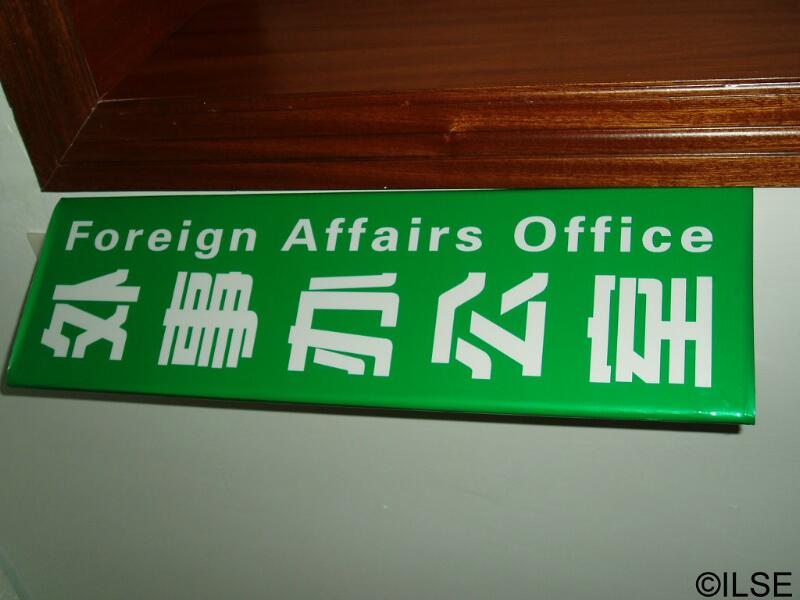 Foreign Affairs Office
外事办公室
©ILSE